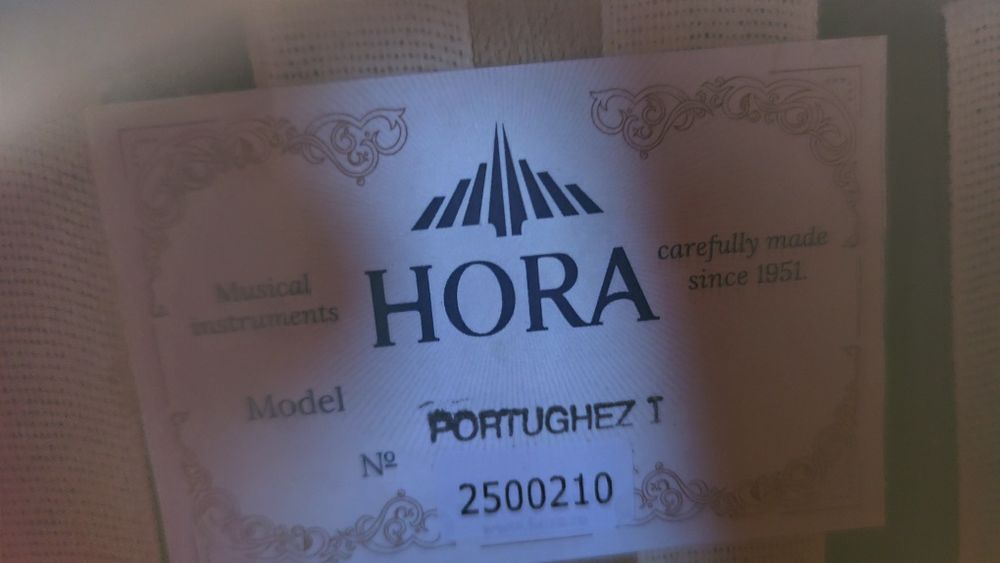 HORA
Musical
instruments
carefully made
since 1951.
Model
PORTUGHEZ T
Nº
2500210